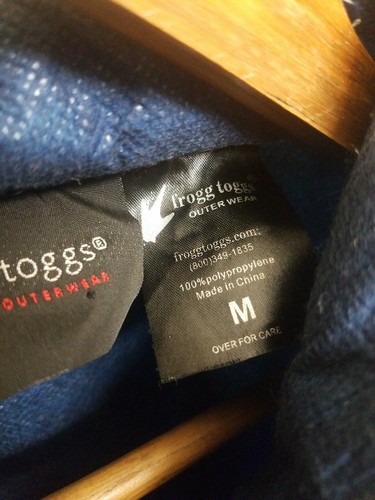 toggs®
OUTERWEAR
frogg toggs
OUTER WEAR
froggtoggs.com;
(800)349-1835
100%polypropylene
Made in China
M
OVER FOR CARE